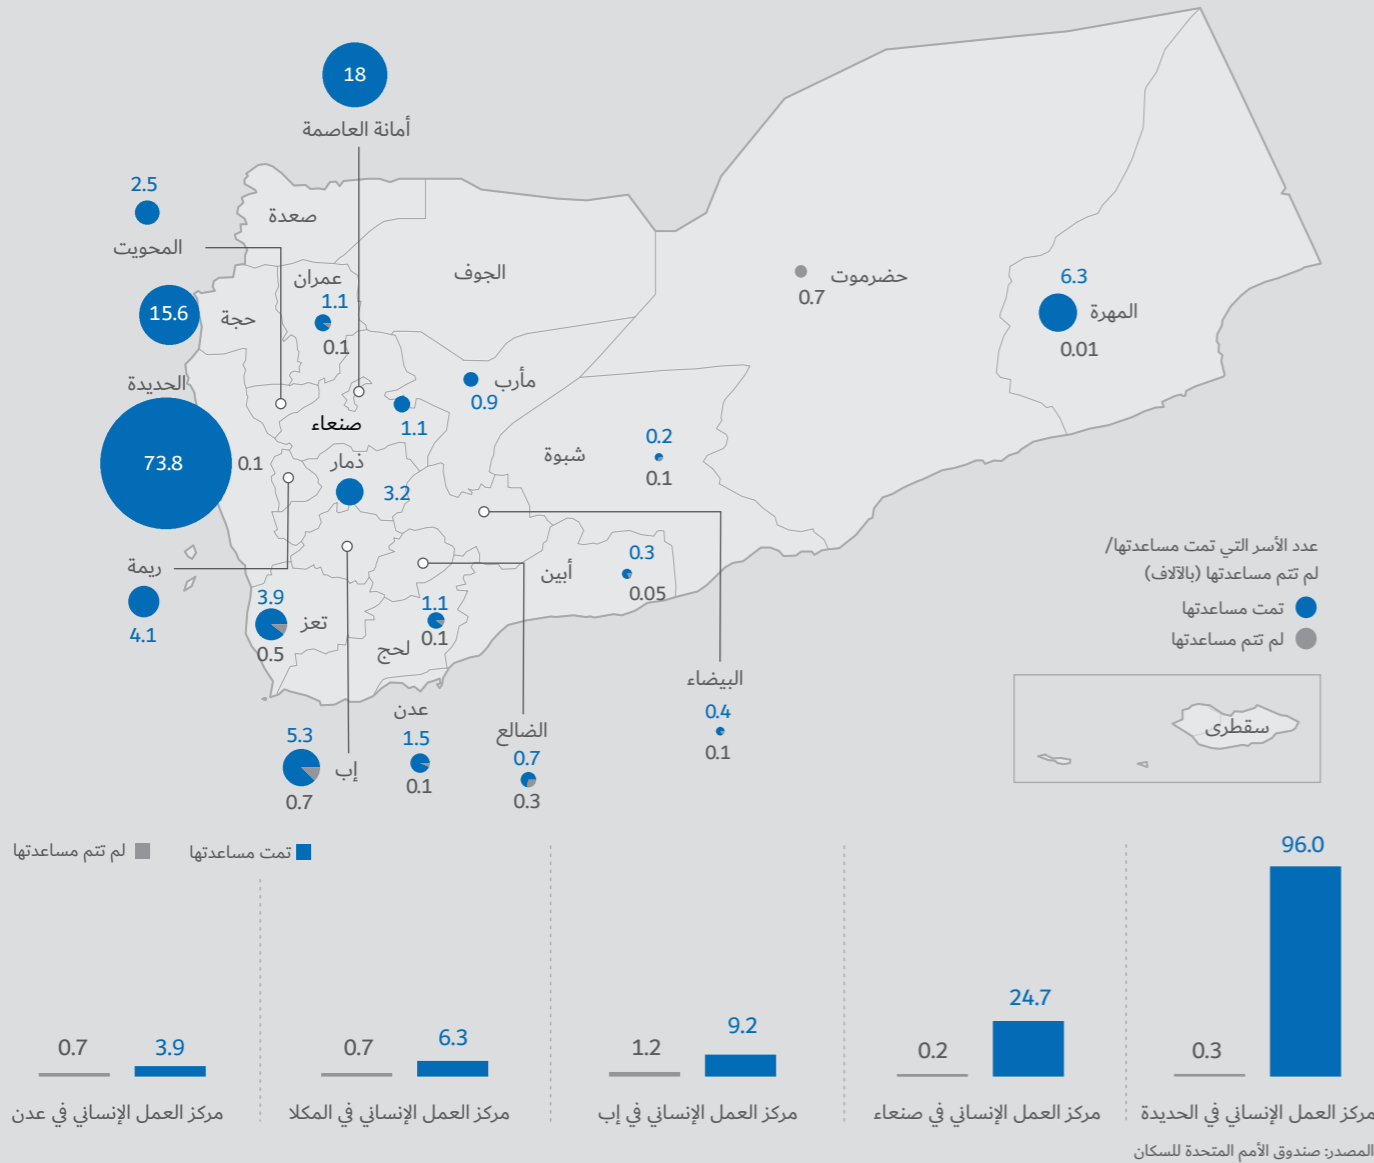 18
أمانة العاصمة
2.5
المحويت
صعدة
الجوف
عمران
1.1
0.1
15.6
حجة
حضرموت
0.7
6.3
المهرة
0.01
مأرب
0.9
الحديدة
73.8
0.1
صنعاء
1.1
ذمار
3.2
شبوة
0.2
0.1
أبين
0.3
0.05
ريمة
4.1
3.9
تعز
0.5
1.1
0.1
لحج
عدن
1.5
0.1
الضالع
0.7
0.3
5.3
إب
0.7
البيضاء
0.4
0.1
عدد الأسر التي تمت مساعدتها/
لم تتم مساعدتها (بالآلاف)
تمت مساعدتها
لم تتم مساعدتها
سقطرى
تمت مساعدتها
لم تتم مساعدتها
96.0
0.3
مركز العمل الإنساني في الحديدة
24.7
0.2
مركز العمل الإنساني في صنعاء
9.2
1.2
مركز العمل الإنساني في إب
6.3
0.7
مركز العمل الإنساني في المكلا
3.9
0.7
مركز العمل الإنساني في عدن
المصدر: صندوق الأمم المتحدة للسكان